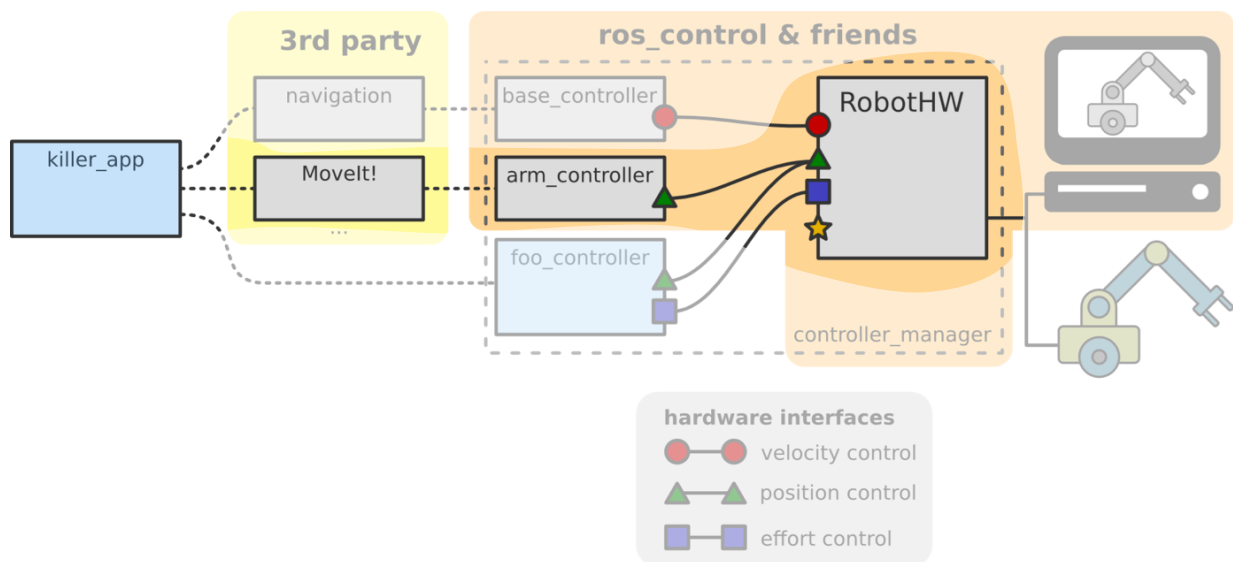 3rd party
ros_control & friends
killer_app
navigation
MoveIt!
...
base_controller
arm_controller
foo_controller
RobotHW
controller_manager
hardware interfaces
velocity control
position control
effort control